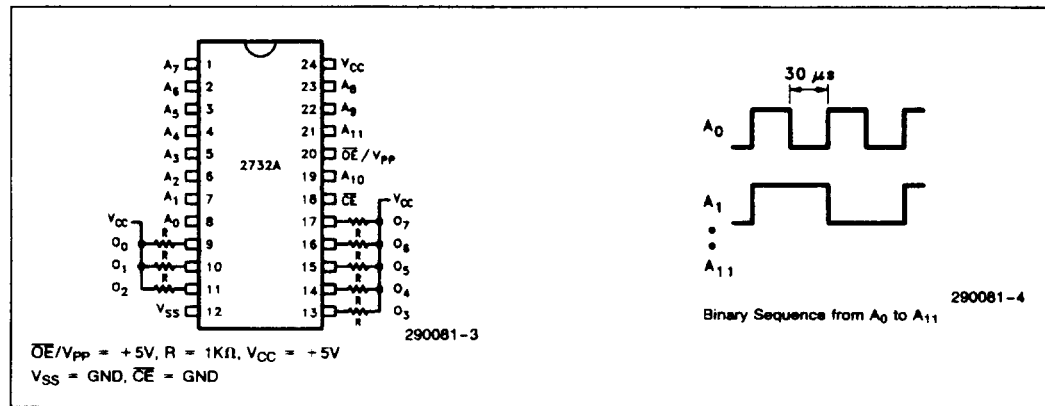 A7 1 24 VCC
A6 2 23 A8
A5 3 22 A9
A4 4 21 A11
A3 5 2732A 20 OE/VPP
A2 6 19 A10
A1 7 18 CE VCC
VCC A0 8 17 R O7
O0 R 9 16 R O6
O1 R 10 15 R O5
O2 R 11 14 R O4
VSS 12 13 R O3
290081-3
OE/VPP = +5V, R = 1KΩ, VCC = +5V
VSS = GND, CE = GND
30 μs
A0
A1
A11
290081-4
Binary Sequence from A0 to A11